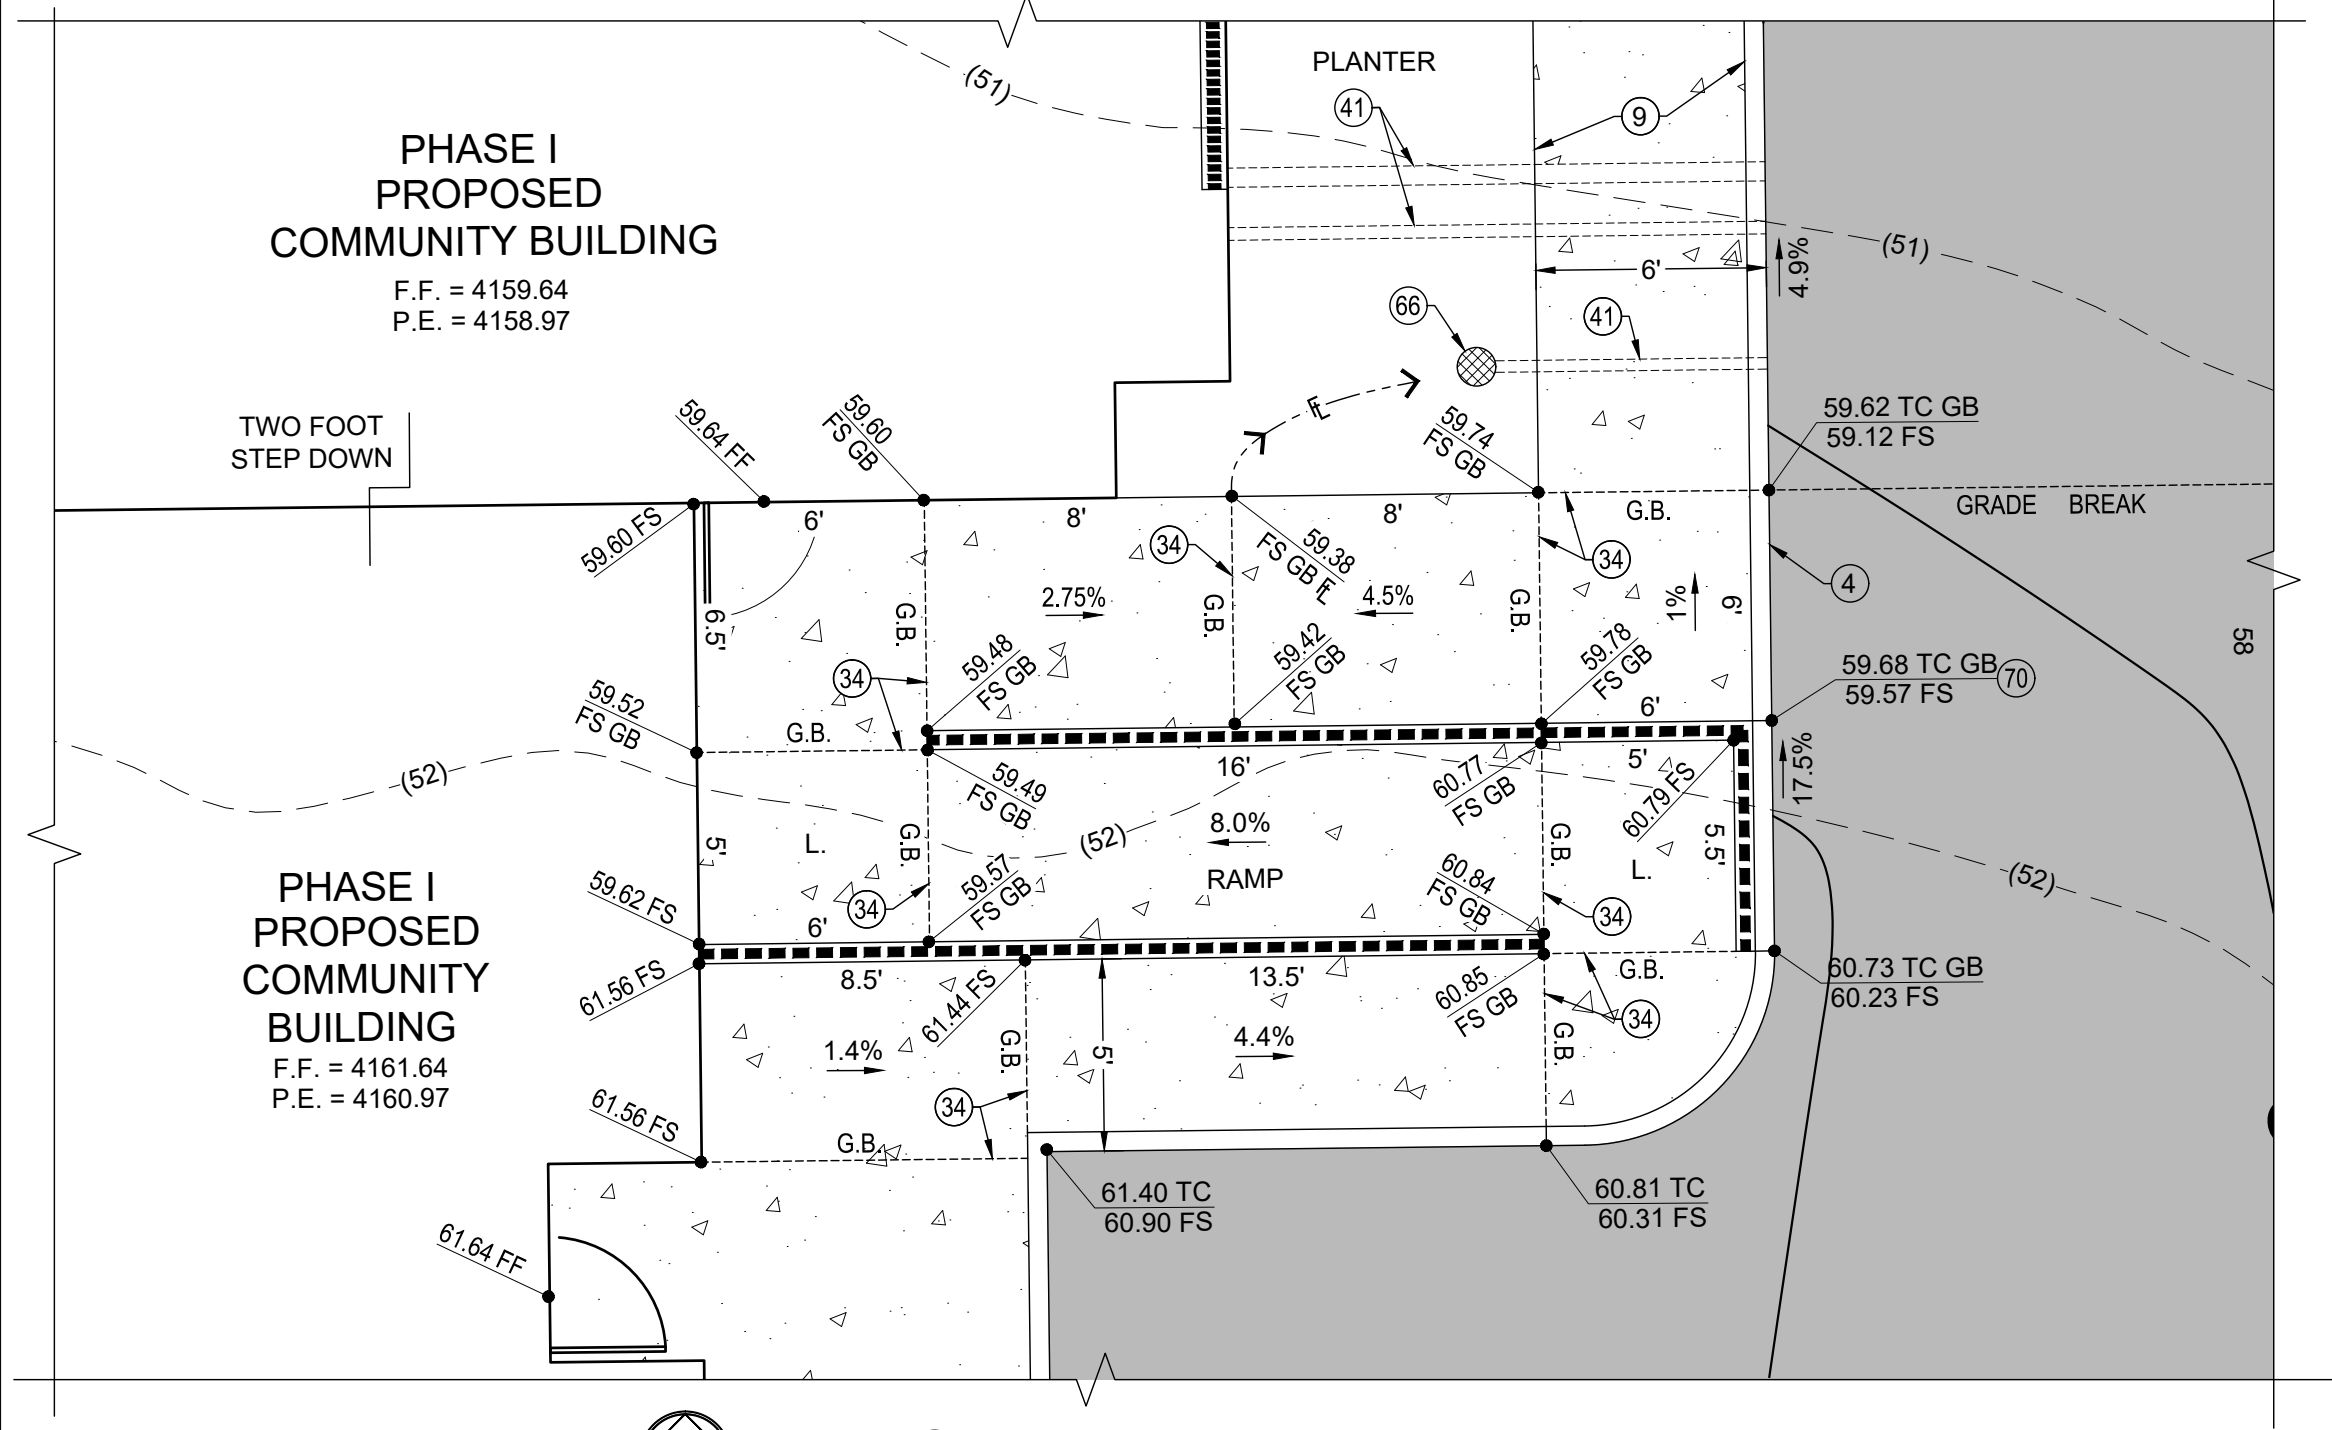 PLANTER
(51)
41
9
PHASE I
PROPOSED
COMMUNITY BUILDING
F.F. = 4159.64
P.E. = 4158.97
6'
4.9%
(51)
66
41
TWO FOOT
STEP DOWN
59.64 FF
59.60
FS GB
59.74
FS GB
59.62 TC GB
59.12 FS
GRADE BREAK
59.60 FS
6'
8'
8'
G.B.
34
59.38
FS GB FL
34
4
6.5'
G.B.
2.75%
G.B.
4.5%
G.B.
1%
6'
58
59.48
FS GB
59.42
FS GB
59.78
FS GB
59.68 TC GB
59.57 FS
70
34
59.52
FS GB
G.B.
6'
(52)
59.49
FS GB
16'
60.77
FS GB
5'
60.79 FS
17.5%
5'
L.
G.B.
8.0%
(52)
RAMP
G.B.
5.5'
L.
(52)
59.62 FS
6'
34
59.57
FS GB
60.84
FS GB
34
PHASE I
PROPOSED
COMMUNITY
BUILDING
F.F. = 4161.64
P.E. = 4160.97
61.56 FS
8.5'
61.44 FS
13.5'
60.85
FS GB
G.B.
60.73 TC GB
60.23 FS
34
1.4%
G.B.
5'
4.4%
G.B.
34
61.56 FS
G.B.
61.40 TC
60.90 FS
60.81 TC
60.31 FS
61.64 FF